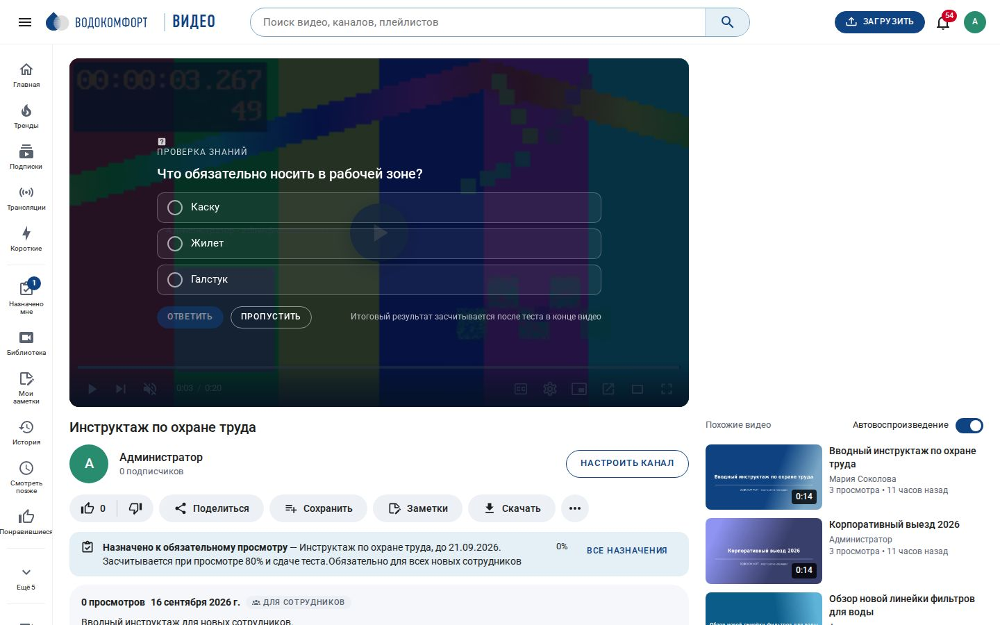 ВОДОКОМФОРТ
ВИДЕО
Поиск видео, каналов, плейлистов
ЗАГРУЗИТЬ
54
А
Главная
Тренды
Подписки
Трансляции
Короткие
1
Назначено
мне
Библиотека
Мои
заметки
История
Смотреть
позже
Понравившиеся
Ещё 5
00:00:03.267
49
ПРОВЕРКА ЗНАНИЙ
Что обязательно носить в рабочей зоне?
Каску
Жилет
Галстук
ОТВЕТИТЬ
ПРОПУСТИТЬ
Итоговый результат засчитывается после теста в конце видео
0:03 / 0:20
Инструктаж по охране труда
А
Администратор
0 подписчиков
НАСТРОИТЬ КАНАЛ
0
Поделиться
Сохранить
Заметки
Скачать
Назначено к обязательному просмотру — Инструктаж по охране труда, до 21.09.2026.
Засчитывается при просмотре 80% и сдаче теста.Обязательно для всех новых сотрудников
0%
ВСЕ НАЗНАЧЕНИЯ
0 просмотров 16 сентября 2026 г.
ДЛЯ СОТРУДНИКОВ
Вводный инструктаж для новых сотрудников.
Похожие видео
Автовоспроизведение
Вводный инструктаж по охране труда
0:14
Вводный инструктаж по охране
труда
Мария Соколова
3 просмотра • 11 часов назад
Корпоративный выезд 2026
0:14
Корпоративный выезд 2026
Администратор
3 просмотра • 11 часов назад
Обзор новой линейки фильтров для воды
Обзор новой линейки фильтров
для воды